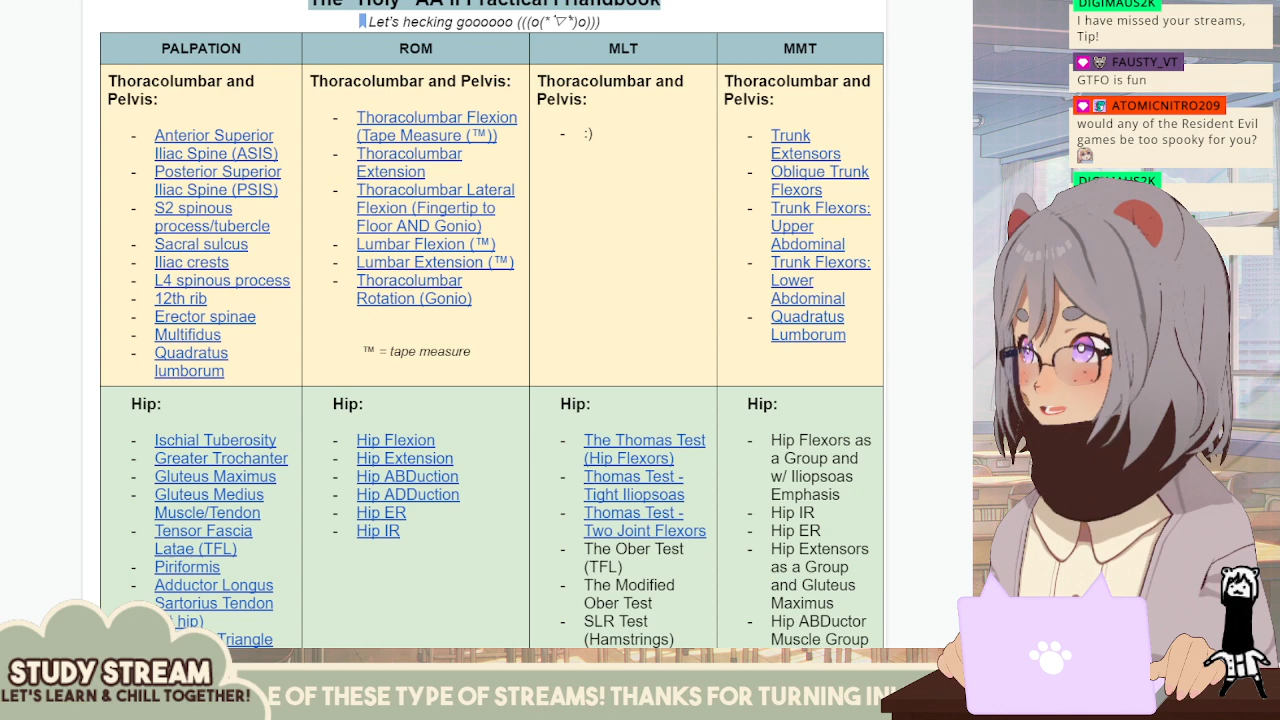 The "Holy" AA II Practical Handbook
Let's hecking goooooo (((o(*ﾟ▽ﾟ*)o)))
PALPATION
ROM
MLT
MMT
Thoracolumbar and
Pelvis:
- Anterior Superior
Iliac Spine (ASIS)
- Posterior Superior
Iliac Spine (PSIS)
- S2 spinous
process/tubercle
- Sacral sulcus
- Iliac crests
- L4 spinous process
- 12th rib
- Erector spinae
- Multifidus
- Quadratus
lumborum
Thoracolumbar and Pelvis:
- Thoracolumbar Flexion
(Tape Measure (™))
- Thoracolumbar
Extension
- Thoracolumbar Lateral
Flexion (Fingertip to
Floor AND Gonio)
- Lumbar Flexion (™)
- Lumbar Extension (™)
- Thoracolumbar
Rotation (Gonio)
™ = tape measure
Thoracolumbar and
Pelvis:
- :)
Thoracolumbar and
Pelvis:
- Trunk
Extensors
- Oblique Trunk
Flexors
- Trunk Flexors:
Upper
Abdominal
- Trunk Flexors:
Lower
Abdominal
- Quadratus
Lumborum
Hip:
- Ischial Tuberosity
- Greater Trochanter
- Gluteus Maximus
- Gluteus Medius
Muscle/Tendon
- Tensor Fascia
Latae (TFL)
- Piriformis
- Adductor Longus
Sartorius Tendon
hip)
Triangle
Hip:
- Hip Flexion
- Hip Extension
- Hip ABDuction
- Hip ADDuction
- Hip ER
- Hip IR
Hip:
- The Thomas Test
(Hip Flexors)
- Thomas Test -
Tight Iliopsoas
- Thomas Test -
Two Joint Flexors
- The Ober Test
(TFL)
- The Modified
Ober Test
- SLR Test
(Hamstrings)
Hip:
- Hip Flexors as
a Group and
w/ Iliopsoas
Emphasis
- Hip IR
- Hip ER
- Hip Extensors
as a Group
and Gluteus
Maximus
- Hip ABDuctor
Muscle Group
DIGIMAUS2K
I have missed your streams,
Tip!
FAUSTY_VT
GTFO is fun
ATOMICNITRO209
would any of the Resident Evil
games be too spooky for you?
DIGIMAUS2K
STUDY STREAM
LET'S LEARN & CHILL TOGETHER!
E OF THESE TYPE OF STREAMS! THANKS FOR TURNING IN!